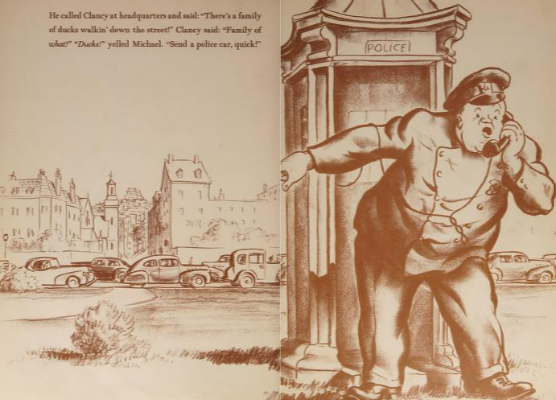 He called Clancy at headquarters and said: "There's a family
of ducks walkin' down the street!" Clancy said: "Family of
what?" "Ducks!" yelled Michael. "Send a police car, quick!"
POLICE